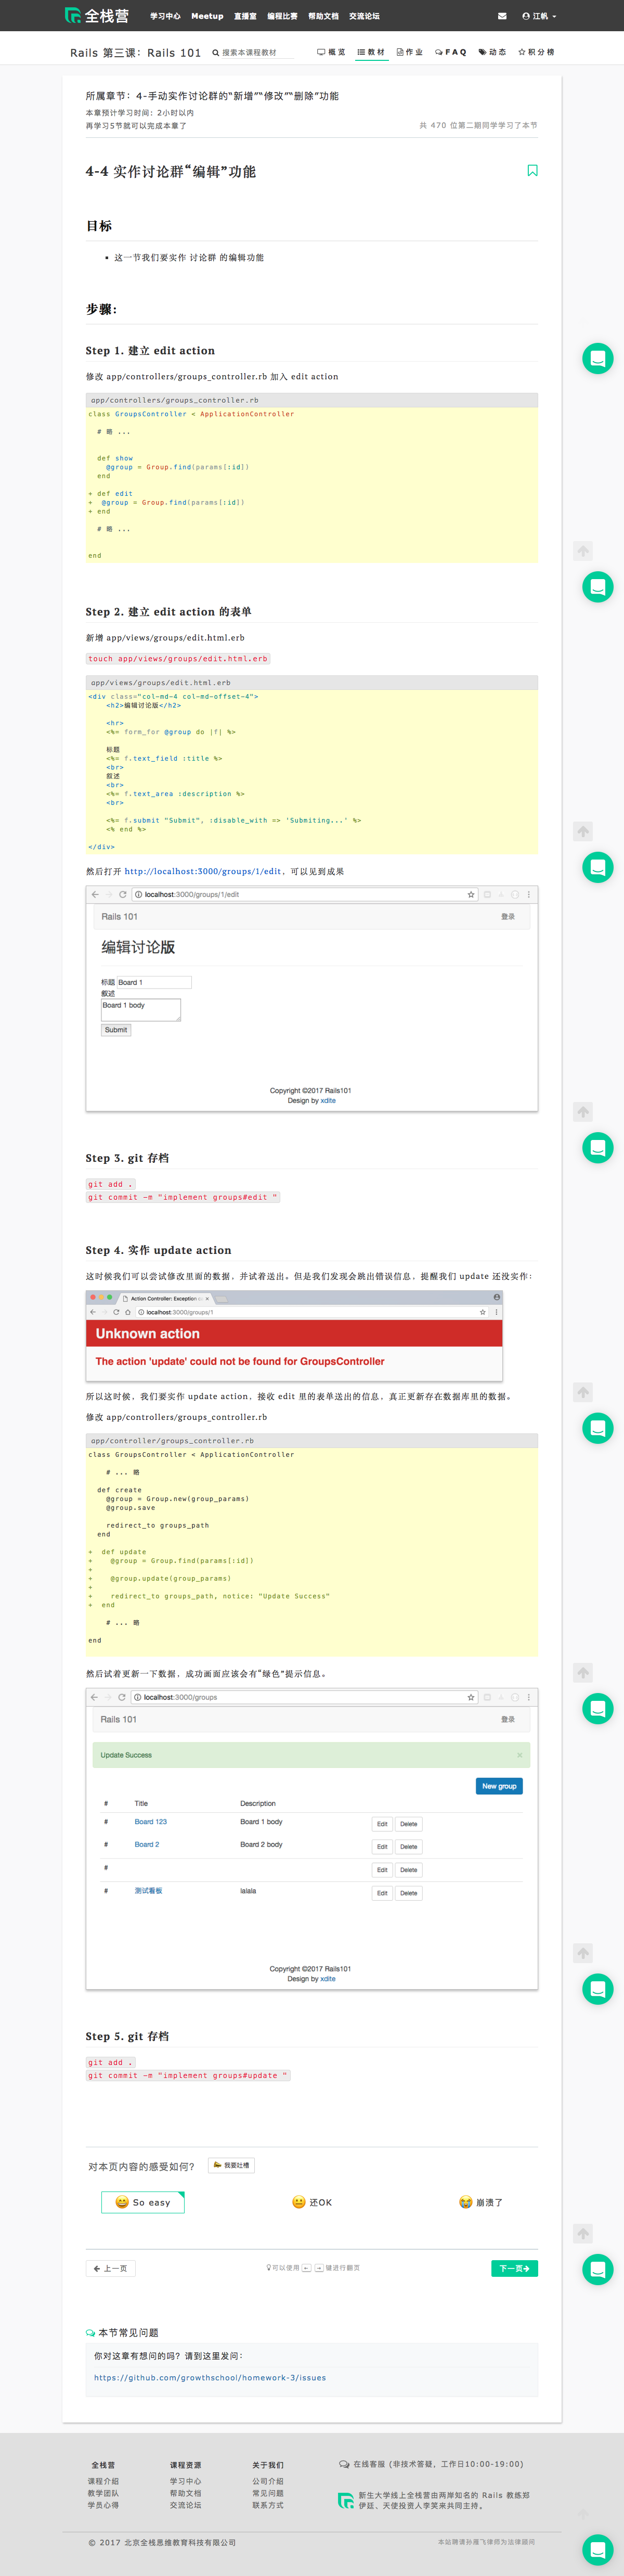 全栈营 学习中心 Meetup 直播室 编程比赛 帮助文档 交流论坛 江帆
Rails 第三课：Rails 101 搜索本课程教材 概览 教材 作业 FAQ 动态 积分榜
所属章节：4-手动实作讨论群的“新增”“修改”“删除”功能
本章预计学习时间：2小时以内
再学习5节就可以完成本章了 共 470 位第二期同学学习了本节
4-4 实作讨论群“编辑”功能
目标
这一节我们要实作 讨论群 的编辑功能
步骤：
Step 1. 建立 edit action
修改 app/controllers/groups_controller.rb 加入 edit action
app/controllers/groups_controller.rb
class GroupsController < ApplicationController
# 略 ...
def show
@group = Group.find(params[:id])
end
+ def edit
+ @group = Group.find(params[:id])
+ end
# 略 ...
end
Step 2. 建立 edit action 的表单
新增 app/views/groups/edit.html.erb
touch app/views/groups/edit.html.erb
app/views/groups/edit.html.erb
<div class="col-md-4 col-md-offset-4">
<h2>编辑讨论版</h2>
<hr>
<%= form_for @group do |f| %>
标题
<%= f.text_field :title %>
<br>
叙述
<br>
<%= f.text_area :description %>
<br>
<%= f.submit "Submit", :disable_with => 'Submiting...' %>
<% end %>
</div>
然后打开 http://localhost:3000/groups/1/edit，可以见到成果
localhost:3000/groups/1/edit
Rails 101 登录
编辑讨论版
标题 Board 1
叙述
Board 1 body
Submit
Copyright ©2017 Rails101
Design by xdite
Step 3. git 存档
git add .
git commit -m "implement groups#edit "
Step 4. 实作 update action
这时候我们可以尝试修改里面的数据，并试着送出。但是我们发现会跳出错误信息，提醒我们 update 还没实作：
Action Controller: Exception
localhost:3000/groups/1
Unknown action
The action 'update' could not be found for GroupsController
所以这时候，我们要实作 update action，接收 edit 里的表单送出的信息，真正更新存在数据库里的数据。
修改 app/controllers/groups_controller.rb
app/controller/groups_controller.rb
class GroupsController < ApplicationController
# ... 略
def create
@group = Group.new(group_params)
@group.save
redirect_to groups_path
end
+ def update
+ @group = Group.find(params[:id])
+
+ @group.update(group_params)
+
+ redirect_to groups_path, notice: "Update Success"
+ end
# ... 略
end
然后试着更新一下数据，成功画面应该会有“绿色”提示信息。
localhost:3000/groups
Rails 101 登录
Update Success ×
New group
# Title Description
# Board 123 Board 1 body Edit Delete
# Board 2 Board 2 body Edit Delete
# Edit Delete
# 测试看板 lalala Edit Delete
Copyright ©2017 Rails101
Design by xdite
Step 5. git 存档
git add .
git commit -m "implement groups#update "
对本页内容的感受如何？ 我要吐槽
So easy 还OK 崩溃了
上一页 可以使用 ← → 键进行翻页 下一页
本节常见问题
你对这章有想问的吗？请到这里发问：
https://github.com/growthschool/homework-3/issues
全栈营 课程资源 关于我们 在线客服 (非技术答疑，工作日10:00-19:00)
课程介绍 学习中心 公司介绍
教学团队 帮助文档 常见问题 新生大学线上全栈营由两岸知名的 Rails 教练郑
学员心得 交流论坛 联系方式 伊廷、天使投资人李笑来共同主持。
© 2017 北京全栈思维教育科技有限公司 本站聘请孙雁飞律师为法律顾问